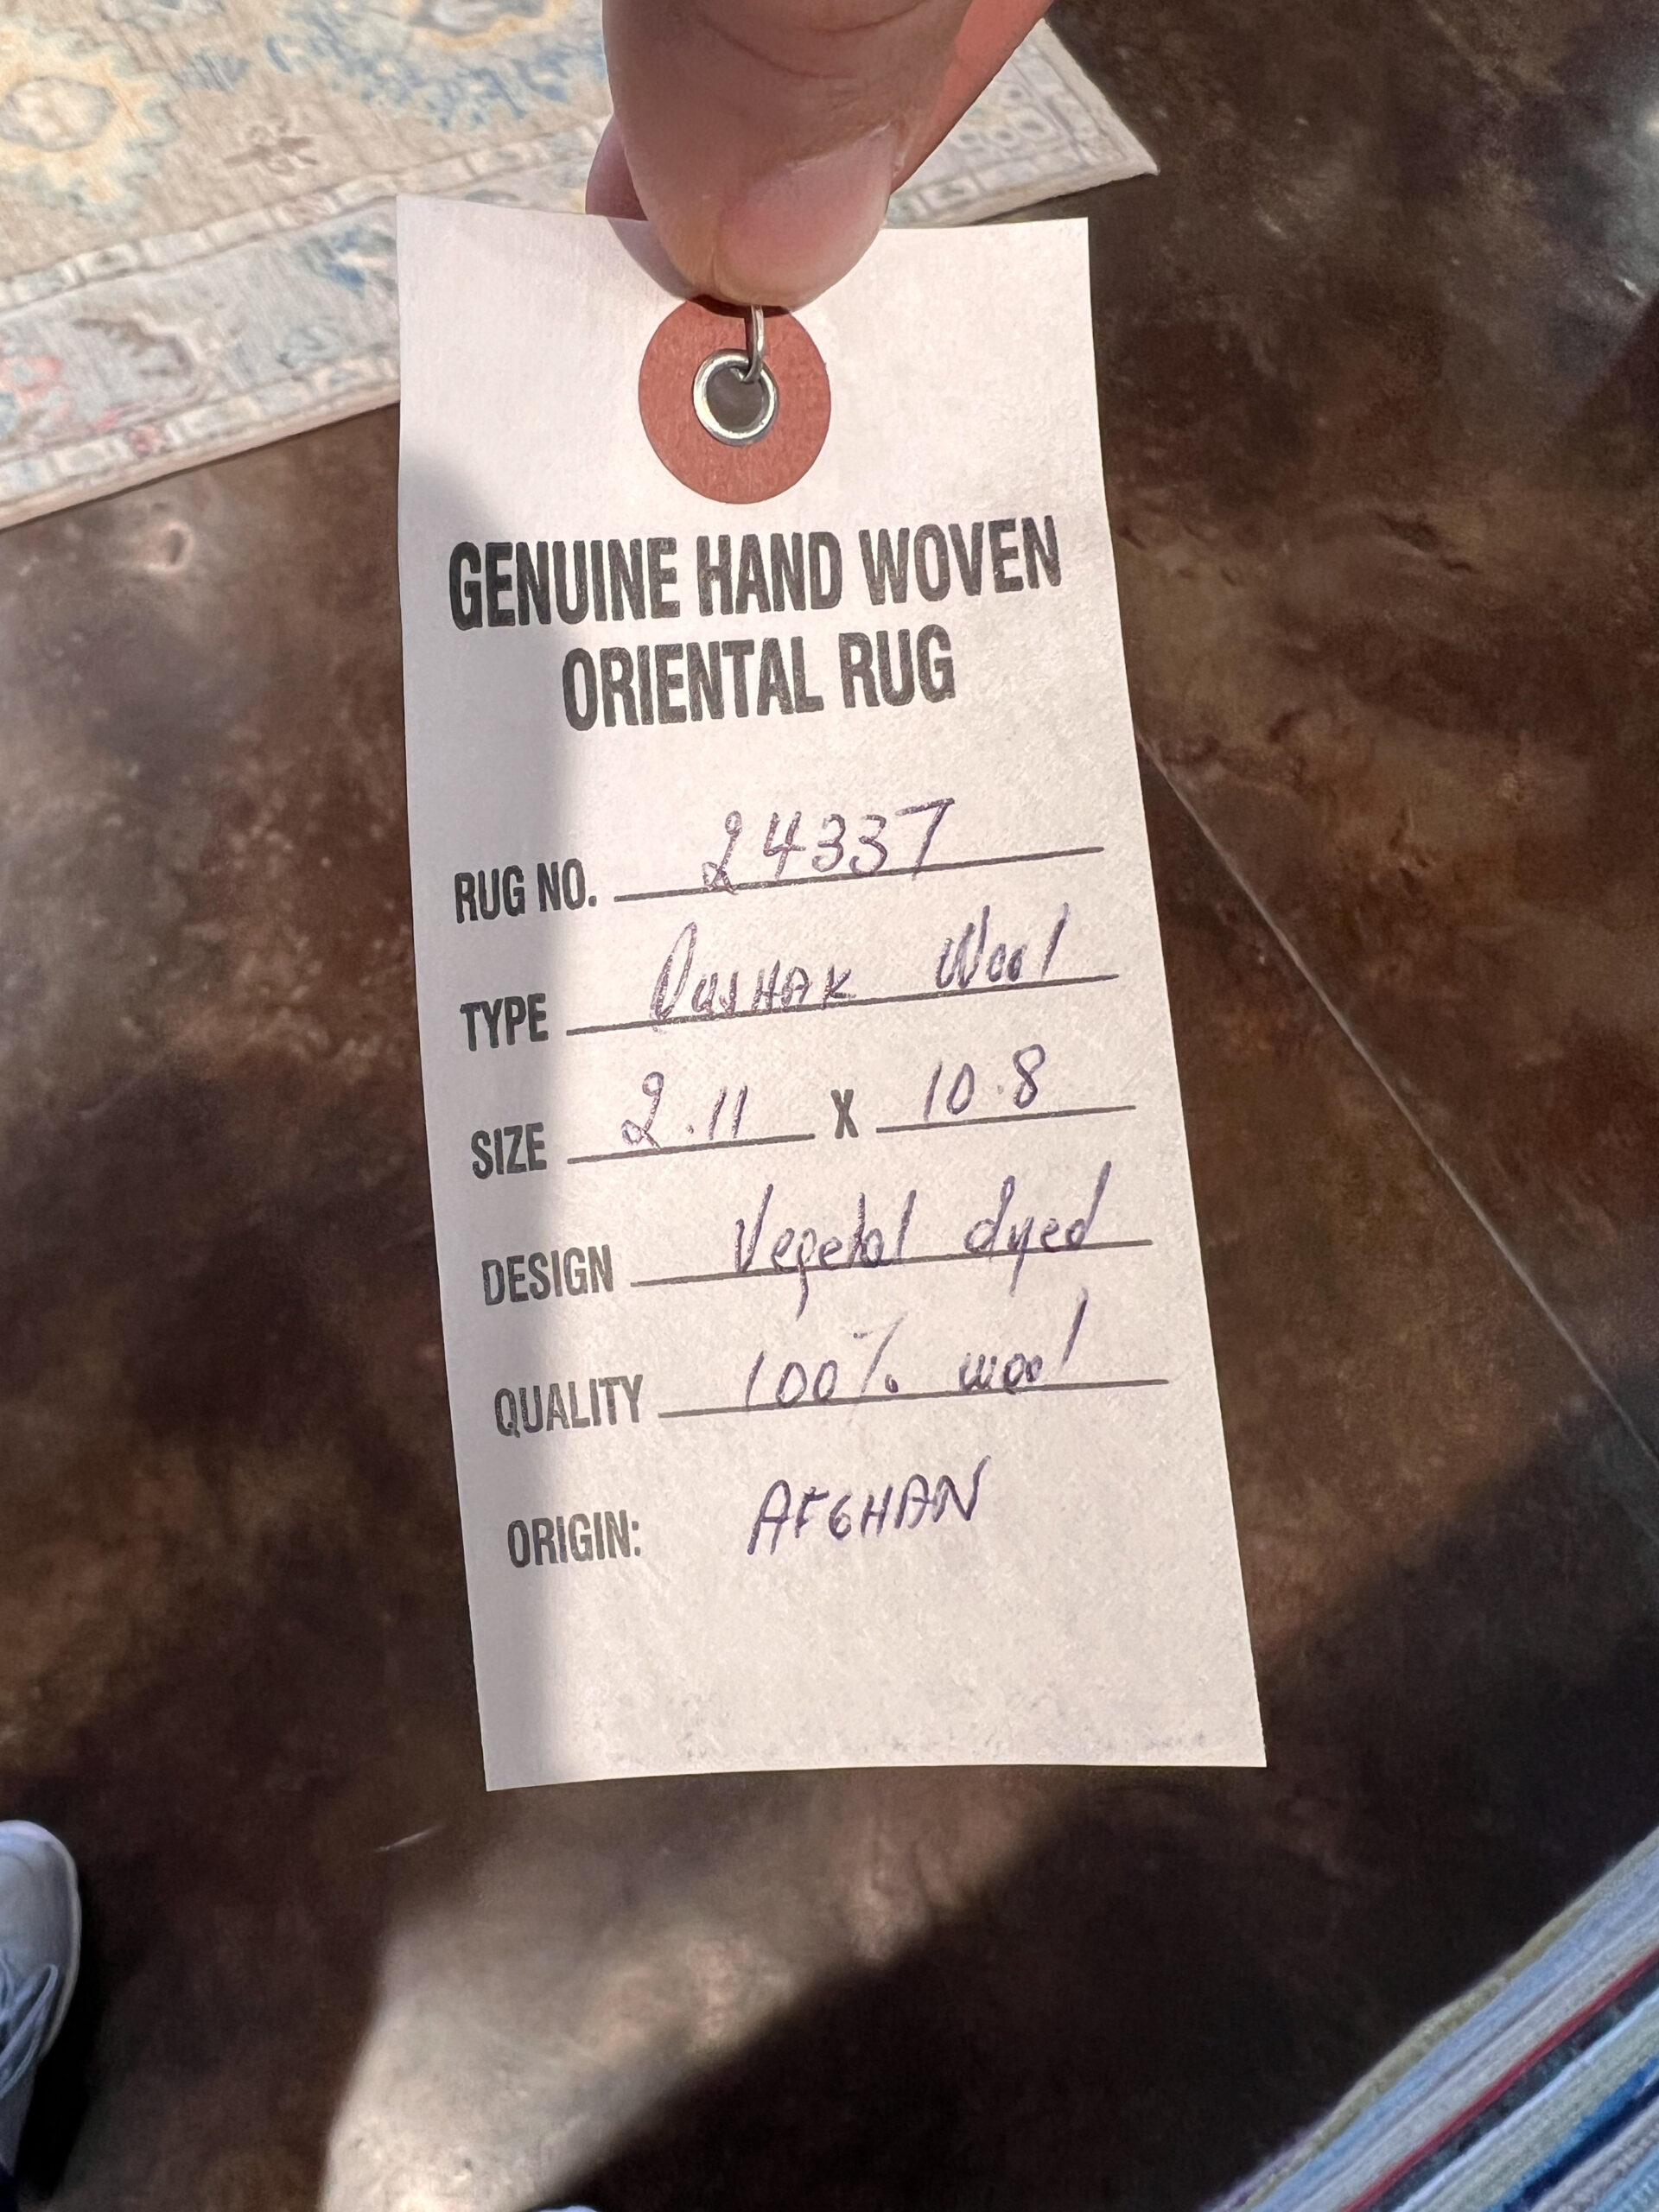 GENUINE HAND WOVEN
ORIENTAL RUG
RUG NO. 24337
TYPE Oushak Wool
SIZE 2.11 X 10.8
DESIGN Vegetal dyed
QUALITY 100% wool
ORIGIN: AFGHAN